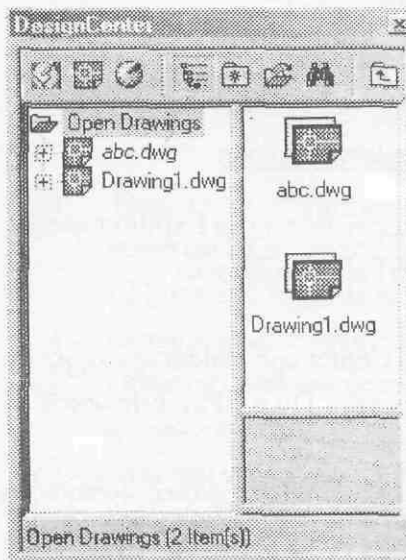 DesignCenter
Open Drawings
abc.dwg
Drawing1.dwg
abc.dwg
Drawing1.dwg
Open Drawings (2 Item(s))